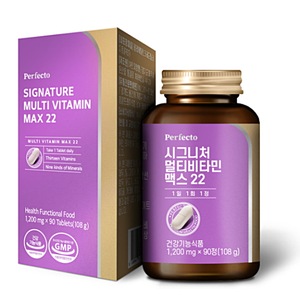 Perfecto
SIGNATURE
MULTI VITAMIN
MAX 22
MULTI VITAMIN MAX 22
Take 1 Tablet daily
Thirteen Vitamins
Nine kinds of Minerals
Health Functional Food
1,200 mg × 90 Tablets(108 g)
GMP
Perfecto
시그니처
멀티비타민
맥스 22
1일 1회 1정
건강기능식품
1,200 mg × 90정(108 g)